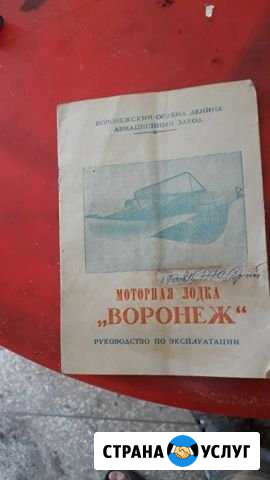 ВОРОНЕЖСКИЙ ОРДЕНА ЛЕНИНА
АВИАЦИОННЫЙ ЗАВОД
МОТОРНАЯ ЛОДКА
„ВОРОНЕЖ“
РУКОВОДСТВО ПО ЭКСПЛУАТАЦИИ
СТРАНА УСЛУГ